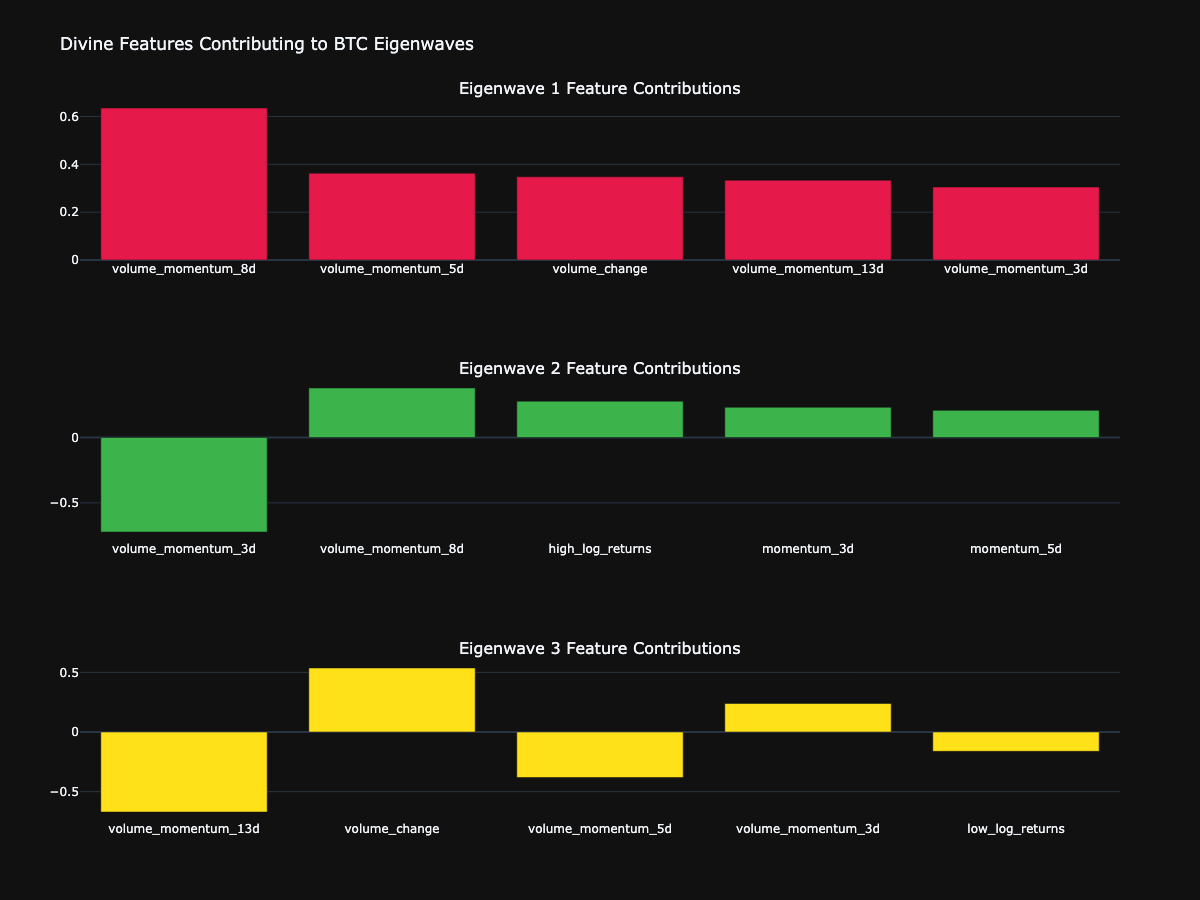 Divine Features Contributing to BTC Eigenwaves
Eigenwave 1 Feature Contributions
0.6
0.4
0.2
0
volume_momentum_8d volume_momentum_5d volume_change volume_momentum_13d volume_momentum_3d
Eigenwave 2 Feature Contributions
0
−0.5
volume_momentum_3d volume_momentum_8d high_log_returns momentum_3d momentum_5d
Eigenwave 3 Feature Contributions
0.5
0
−0.5
volume_momentum_13d volume_change volume_momentum_5d volume_momentum_3d low_log_returns